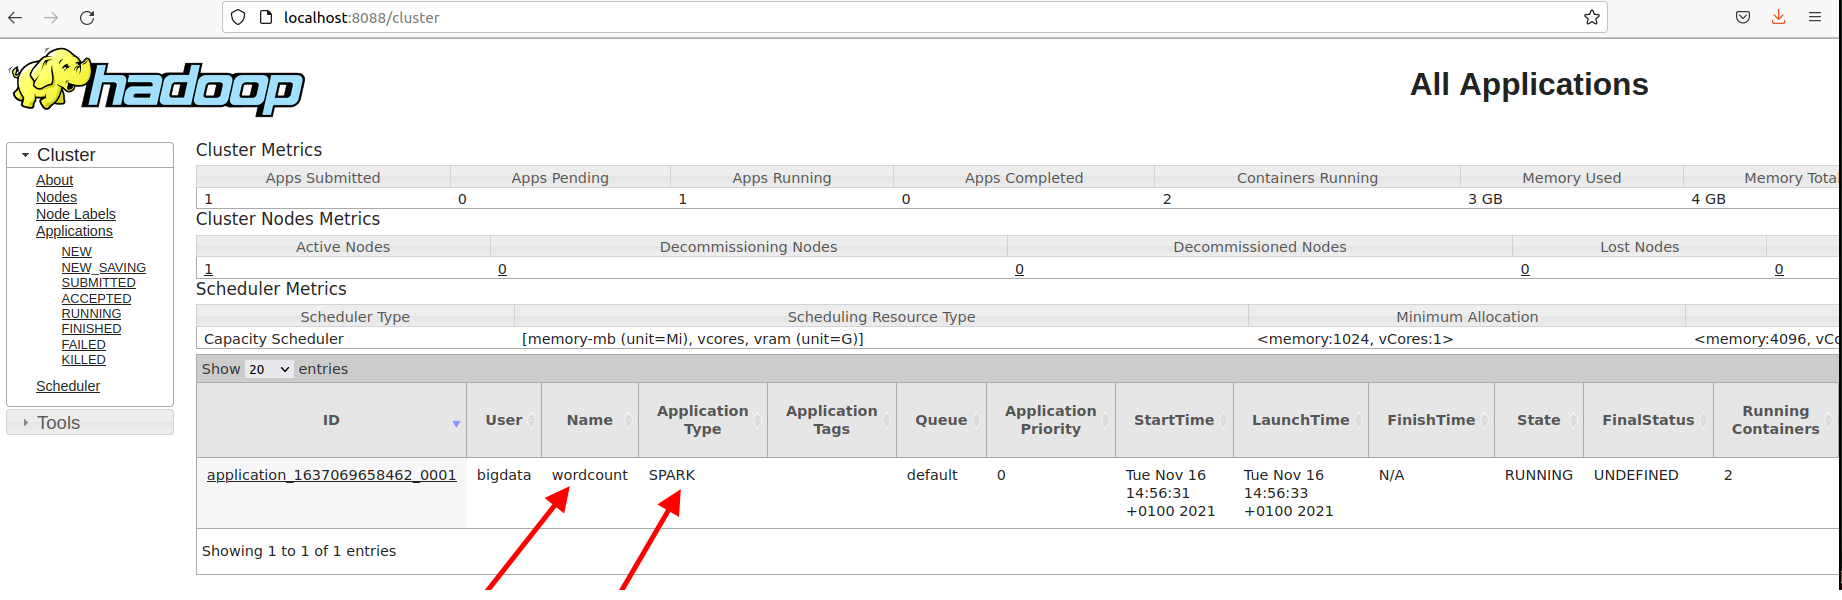 localhost:8088/cluster
hadoop
All Applications
Cluster
About
Nodes
Node Labels
Applications
NEW
NEW_SAVING
SUBMITTED
ACCEPTED
RUNNING
FINISHED
FAILED
KILLED
Scheduler
Tools
Cluster Metrics
Apps Submitted Apps Pending Apps Running Apps Completed Containers Running Memory Used Memory Total
1 0 1 0 2 3 GB 4 GB
Cluster Nodes Metrics
Active Nodes Decommissioning Nodes Decommissioned Nodes Lost Nodes
1 0 0 0 0
Scheduler Metrics
Scheduler Type Scheduling Resource Type Minimum Allocation
Capacity Scheduler [memory-mb (unit=Mi), vcores, vram (unit=G)] <memory:1024, vCores:1> <memory:4096, vCo
Show 20 entries
ID User Name Application Type Application Tags Queue Application Priority StartTime LaunchTime FinishTime State FinalStatus Running Containers
application_1637069658462_0001 bigdata wordcount SPARK default 0 Tue Nov 16 14:56:31 +0100 2021 Tue Nov 16 14:56:33 +0100 2021 N/A RUNNING UNDEFINED 2
Showing 1 to 1 of 1 entries